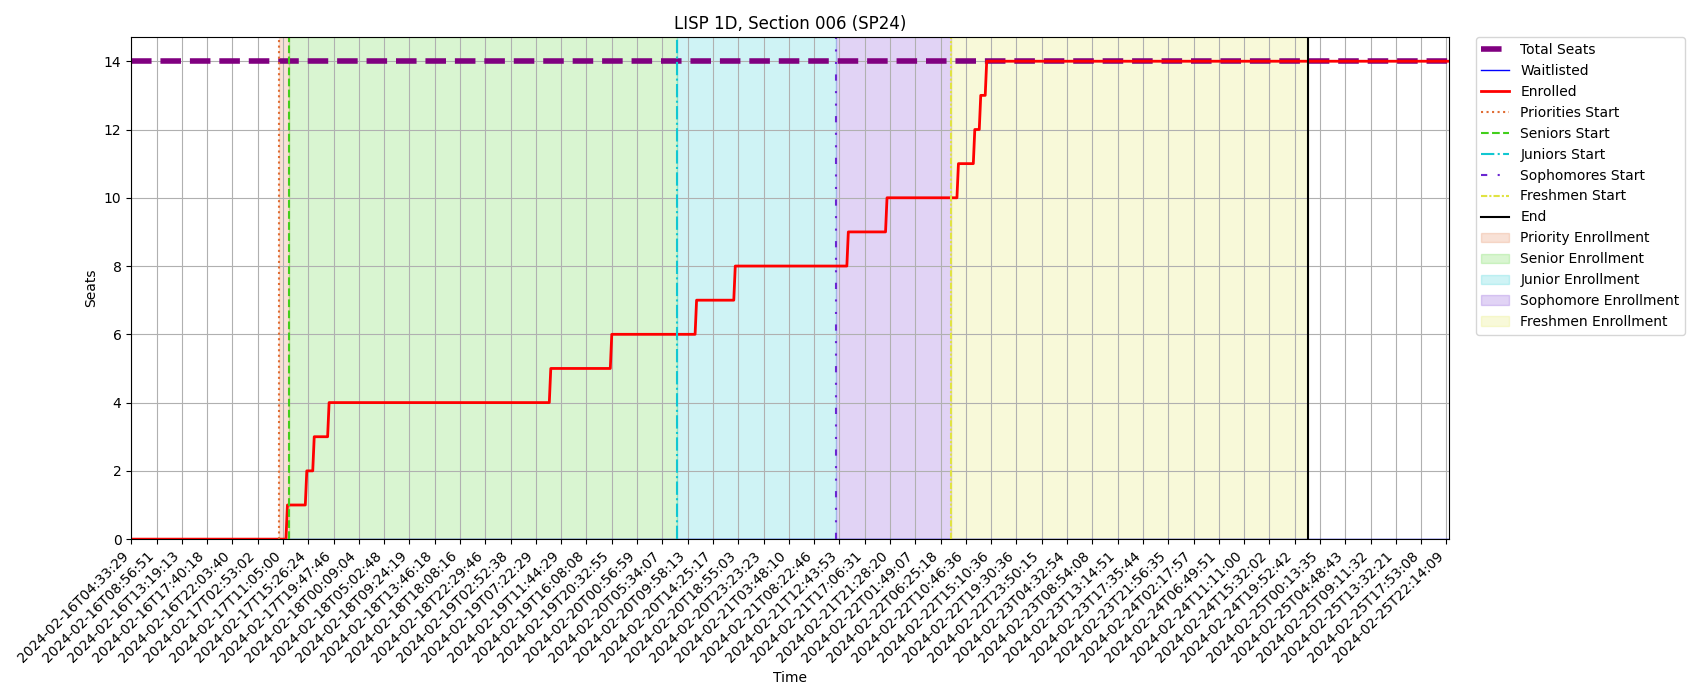 LISP 1D, Section 006 (SP24)
Seats
14
12
10
8
6
4
2
0
2024-02-16T04:33:29
2024-02-16T08:56:51
2024-02-16T13:19:13
2024-02-16T17:40:18
2024-02-16T22:03:40
2024-02-17T02:53:02
2024-02-17T11:05:00
2024-02-17T15:26:24
2024-02-17T19:47:46
2024-02-18T00:09:04
2024-02-18T05:02:48
2024-02-18T09:24:19
2024-02-18T13:46:18
2024-02-18T18:08:16
2024-02-18T22:29:46
2024-02-19T02:52:38
2024-02-19T07:22:29
2024-02-19T11:44:29
2024-02-19T16:08:08
2024-02-19T20:32:55
2024-02-20T00:56:59
2024-02-20T05:34:07
2024-02-20T09:58:13
2024-02-20T14:25:17
2024-02-20T18:55:03
2024-02-20T23:23:23
2024-02-21T03:48:10
2024-02-21T08:22:46
2024-02-21T12:43:53
2024-02-21T17:06:31
2024-02-21T21:28:20
2024-02-22T01:49:07
2024-02-22T06:25:18
2024-02-22T10:46:36
2024-02-22T15:10:36
2024-02-22T19:30:36
2024-02-22T23:50:15
2024-02-23T04:32:54
2024-02-23T08:54:08
2024-02-23T13:14:51
2024-02-23T17:35:44
2024-02-23T21:56:35
2024-02-24T02:17:57
2024-02-24T06:49:51
2024-02-24T11:11:00
2024-02-24T15:32:02
2024-02-24T19:52:42
2024-02-25T00:13:35
2024-02-25T04:48:43
2024-02-25T09:11:32
2024-02-25T13:32:21
2024-02-25T17:53:08
2024-02-25T22:14:09
Time
Total Seats
Waitlisted
Enrolled
Priorities Start
Seniors Start
Juniors Start
Sophomores Start
Freshmen Start
End
Priority Enrollment
Senior Enrollment
Junior Enrollment
Sophomore Enrollment
Freshmen Enrollment